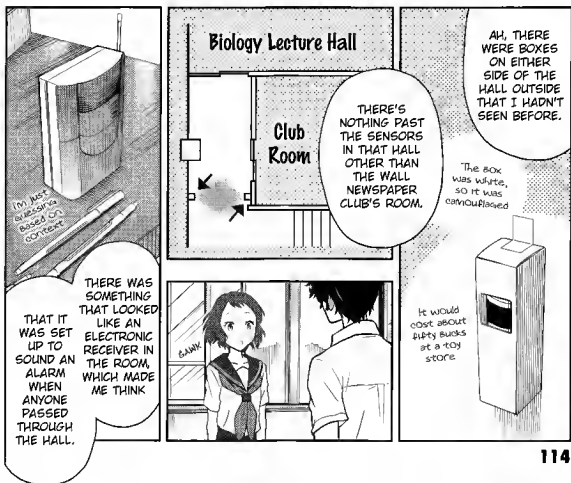 AH, THERE
WERE BOXES
ON EITHER
SIDE OF THE
HALL OUTSIDE
THAT I HADN'T
SEEN BEFORE.
The box
was white,
so it was
camouflaged
It would
cost about
fifty bucks
at a toy
store
Biology Lecture Hall
Club
Room
THERE'S
NOTHING PAST
THE SENSORS
IN THAT HALL
OTHER THAN
THE WALL
NEWSPAPER
CLUB'S ROOM.
GAWK
I'm just
guessing
based on
context
THERE WAS
SOMETHING
THAT LOOKED
LIKE AN
ELECTRONIC
RECEIVER IN
THE ROOM,
WHICH MADE
ME THINK
THAT IT
WAS SET
UP TO
SOUND AN
ALARM
WHEN
ANYONE
PASSED
THROUGH
THE HALL.
114